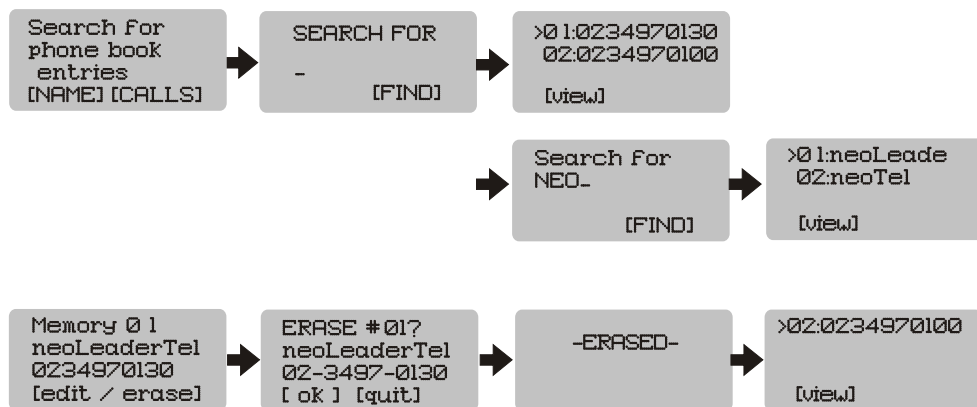 Search for
phone book
entries
[NAME] [CALLS]
SEARCH FOR
_
[FIND]
>01:0234970130
02:0234970100
[view]
Search for
NEO_
[FIND]
>01:neoLeade
02:neoTel
[view]
Memory 01
neoLeaderTel
0234970130
[edit / erase]
ERASE #01?
neoLeaderTel
02-3497-0130
[ ok ] [quit]
-ERASED-
>02:0234970100
[view]